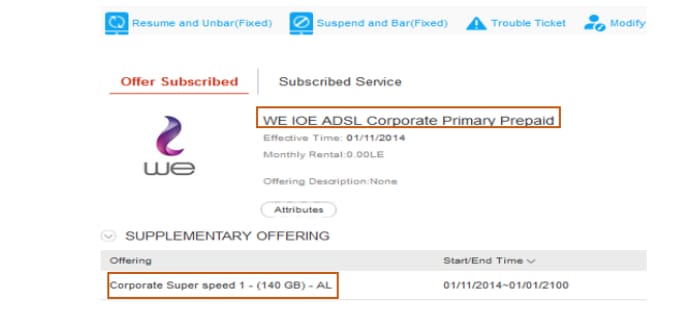 Resume and Unbar(Fixed) Suspend and Bar(Fixed) Trouble Ticket Modify
Offer Subscribed Subscribed Service
WE IOE ADSL Corporate Primary Prepaid
Effective Time: 01/11/2014
Monthly Rental:0.00LE
we
Offering Description:None
Attributes
SUPPLEMENTARY OFFERING
Offering Start/End Time
Corporate Super speed 1 - (140 GB) - AL 01/11/2014~01/01/2100